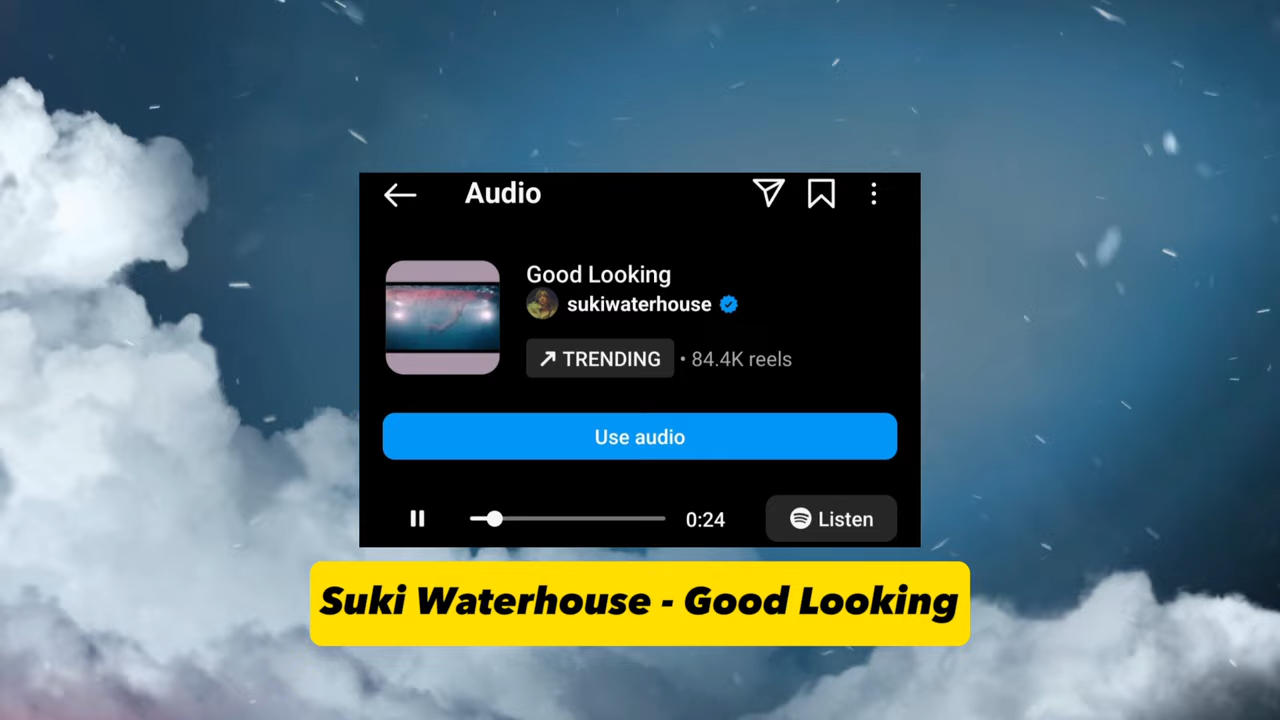 Audio
Good Looking
sukiwaterhouse
TRENDING • 84.4K reels
Use audio
0:24
Listen
Suki Waterhouse - Good Looking